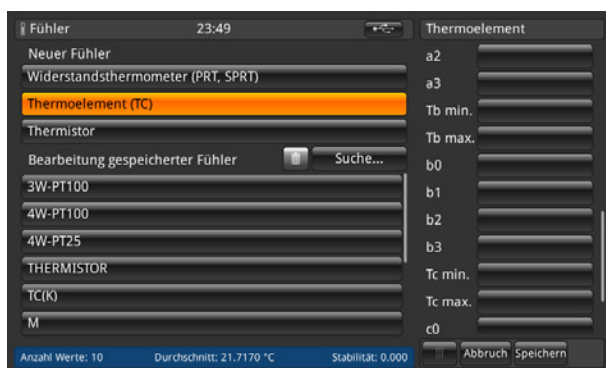 Fühler 23:49
Neuer Fühler
Widerstandsthermometer (PRT, SPRT)
Thermoelement (TC)
Thermistor
Bearbeitung gespeicherter Fühler Suche...
3W-PT100
4W-PT100
4W-PT25
THERMISTOR
TC(K)
M
Anzahl Werte: 10 Durchschnitt: 21.7170 °C Stabilität: 0.000
Thermoelement
a2
a3
Tb min.
Tb max.
b0
b1
b2
b3
Tc min.
Tc max.
c0
Abbruch Speichern